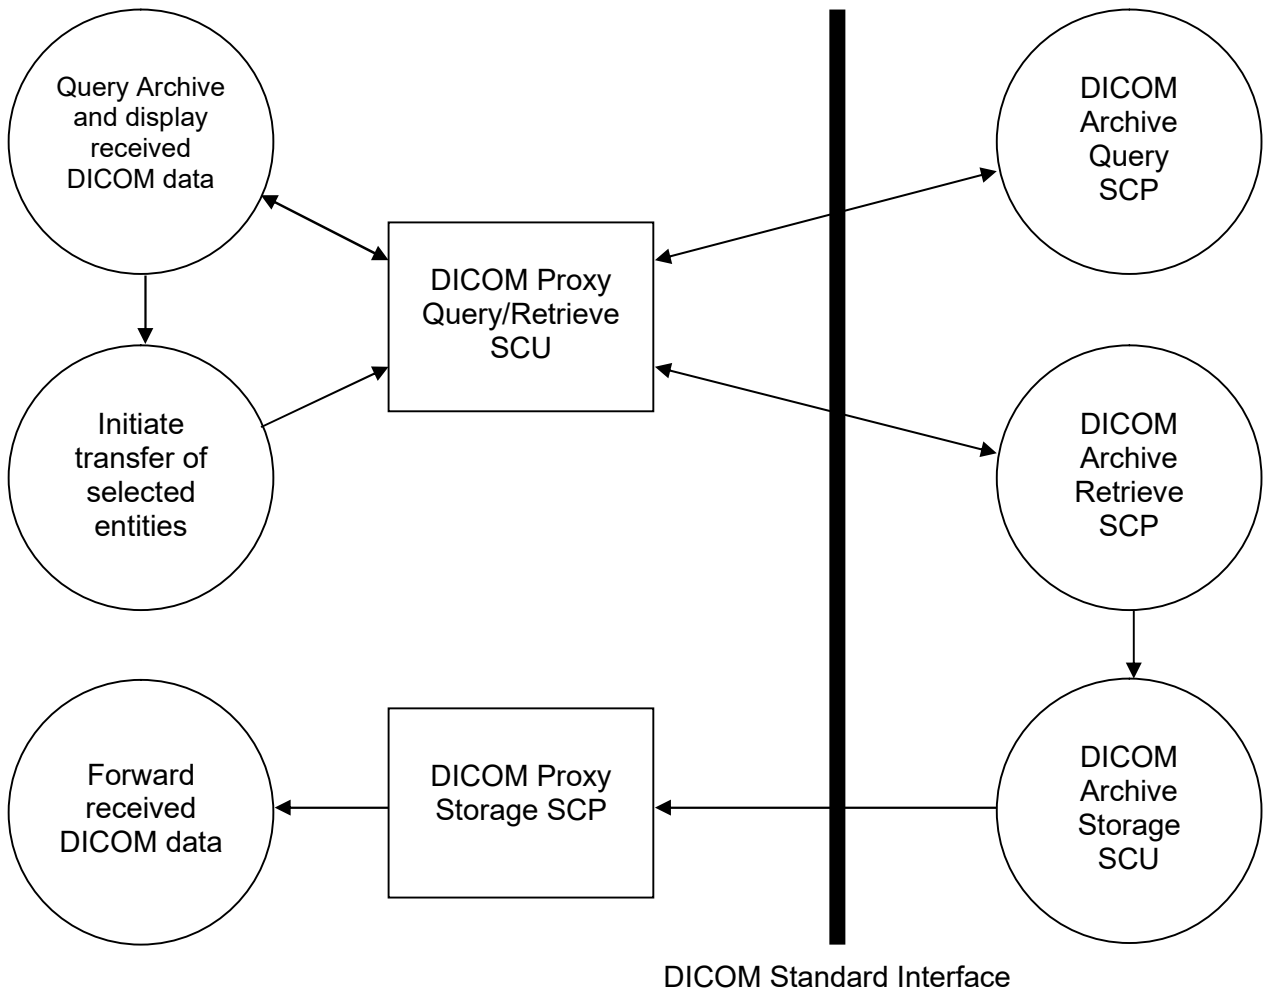 Query Archive
and display
received
DICOM data
DICOM Proxy
Query/Retrieve
SCU
DICOM
Archive
Query
SCP
Initiate
transfer of
selected
entities
DICOM
Archive
Retrieve
SCP
Forward
received
DICOM data
DICOM Proxy
Storage SCP
DICOM
Archive
Storage
SCU
DICOM Standard Interface